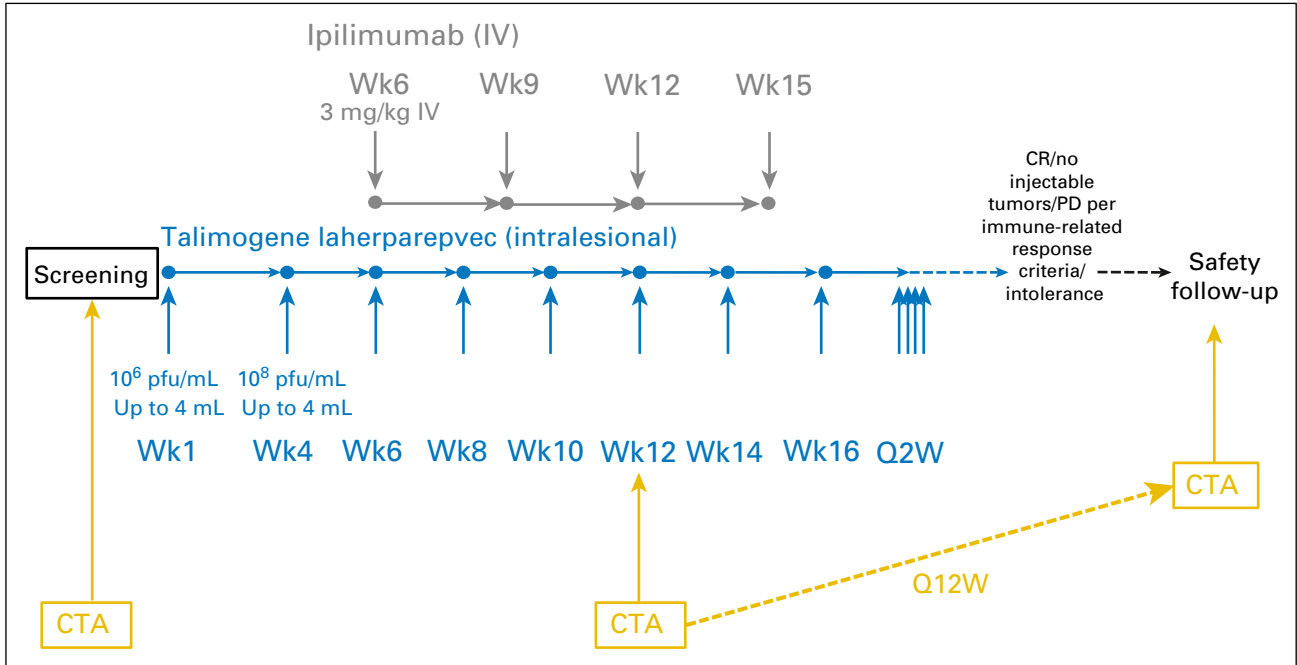 Ipilimumab (IV)
Wk6 Wk9 Wk12 Wk15
3 mg/kg IV
Talimogene laherparepvec (intralesional)
Screening
CR/no
injectable
tumors/PD per
immune-related
response
criteria/
intolerance
Safety
follow-up
10⁶ pfu/mL
Up to 4 mL
10⁸ pfu/mL
Up to 4 mL
Wk1 Wk4 Wk6 Wk8 Wk10 Wk12 Wk14 Wk16 Q2W
CTA
Q12W
CTA
CTA